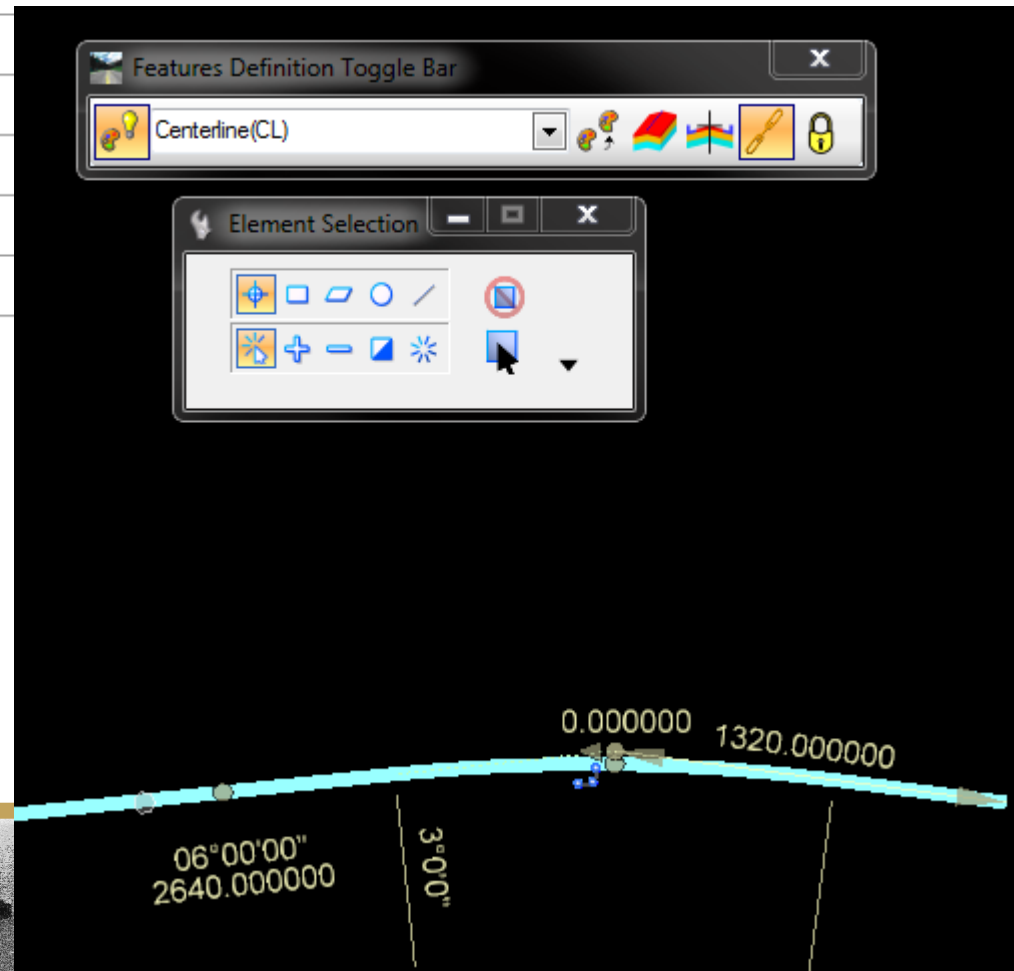 Features Definition Toggle Bar
Centerline(CL)
Element Selection
0.000000
1320.000000
06°00'00"
2640.000000
3°0'0"